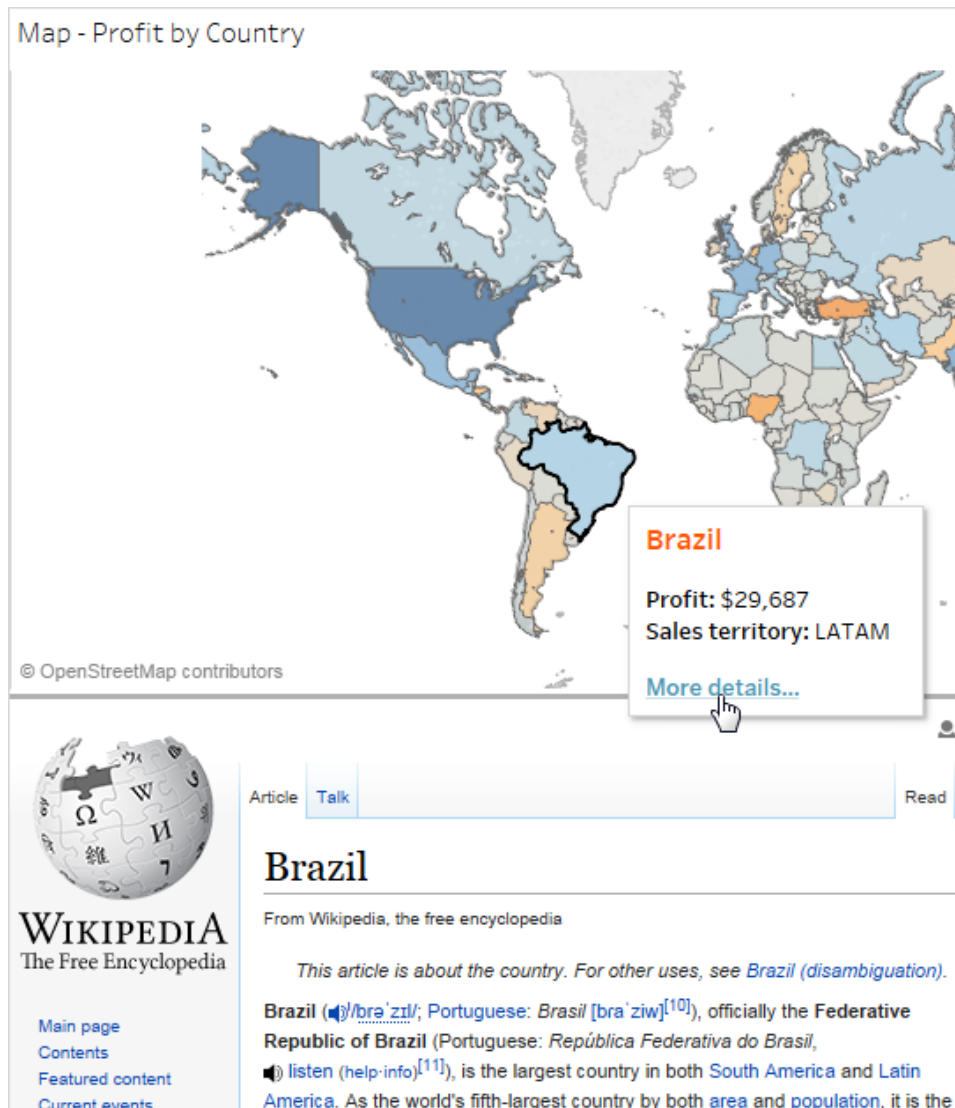 Map - Profit by Country
Brazil
Profit: $29,687
Sales territory: LATAM
More details...
© OpenStreetMap contributors
Ω W И 維 7
WIKIPEDIA
The Free Encyclopedia
Main page
Contents
Featured content
Current events
Article Talk Read
Brazil
From Wikipedia, the free encyclopedia
This article is about the country. For other uses, see Brazil (disambiguation).
Brazil (/brəˈzɪl/; Portuguese: Brasil [bɾaˈziw][10]), officially the Federative
Republic of Brazil (Portuguese: República Federativa do Brasil,
listen (help·info)[11]), is the largest country in both South America and Latin
America. As the world's fifth-largest country by both area and population, it is the